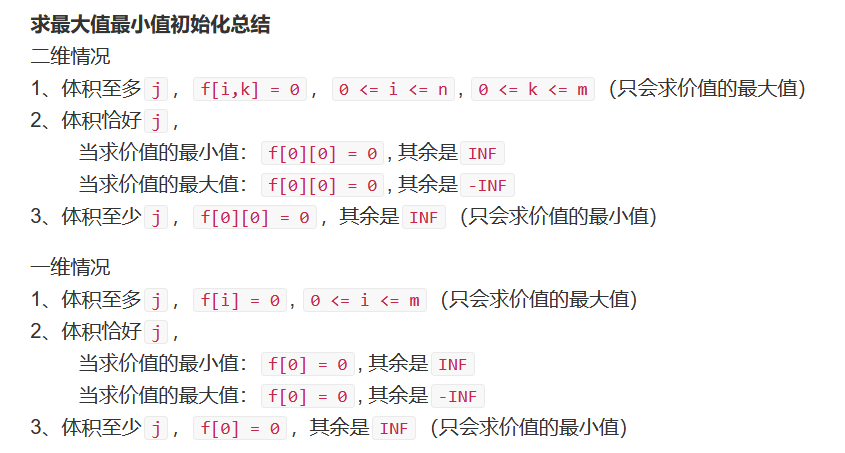 求最大值最小值初始化总结
二维情况
1、体积至多 j ， f[i,k] = 0 ， 0 <= i <= n , 0 <= k <= m （只会求价值的最大值）
2、体积恰好 j ，
当求价值的最小值： f[0][0] = 0 , 其余是 INF
当求价值的最大值： f[0][0] = 0 , 其余是 -INF
3、体积至少 j ， f[0][0] = 0 ，其余是 INF （只会求价值的最小值）
一维情况
1、体积至多 j ， f[i] = 0 , 0 <= i <= m （只会求价值的最大值）
2、体积恰好 j ，
当求价值的最小值： f[0] = 0 , 其余是 INF
当求价值的最大值： f[0] = 0 , 其余是 -INF
3、体积至少 j ， f[0] = 0 ，其余是 INF （只会求价值的最小值）